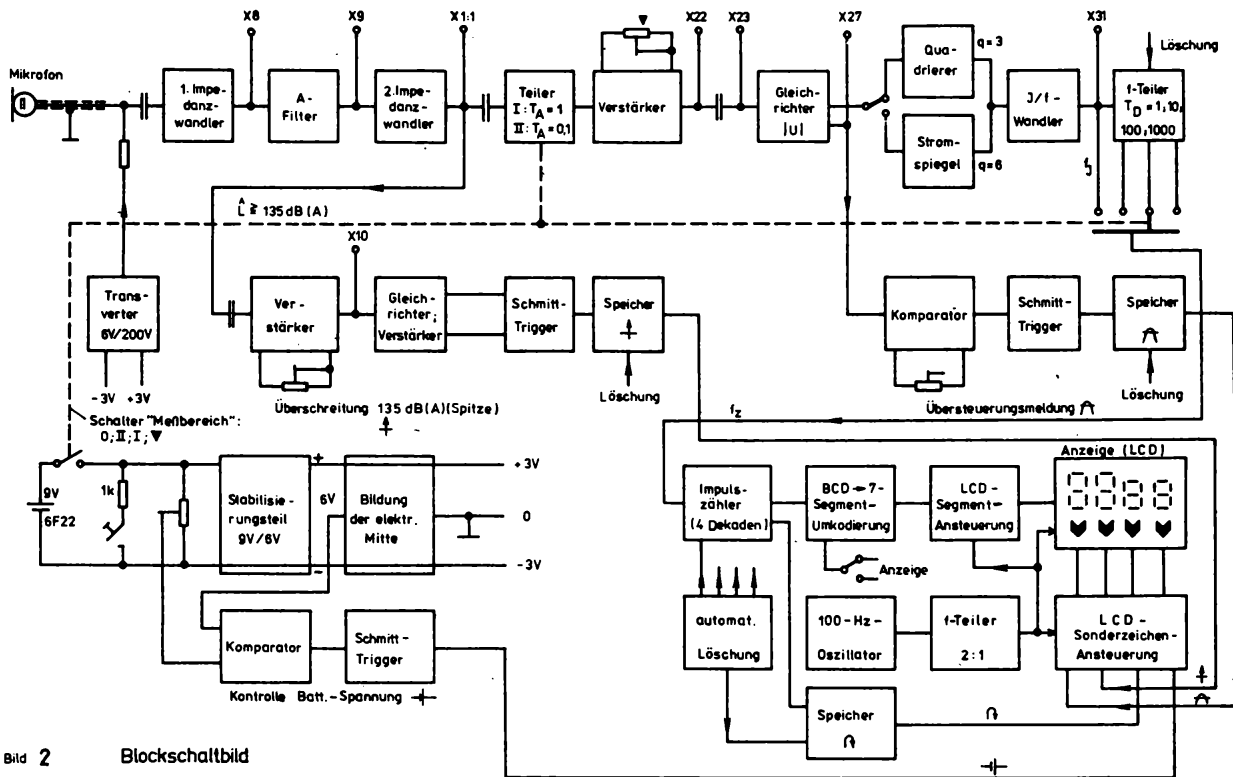 X8
X9
X1:1
X22
X23
X27
X31
Löschung
Mikrofon
1. Impe-
danz-
wandler
A-
Filter
2. Impe-
danz-
wandler
Teiler
I: T_A = 1
II: T_A = 0,1
Verstärker
Gleich-
richter
|U|
Qua-
drierer
q=3
Strom-
spiegel
q=6
J/f-
Wandler
f-Teiler
T_D = 1; 10;
100; 1000
f_J
L̂ ≧ 135 dB (A)
X10
Trans-
verter
6V/200V
-3V +3V
Ver-
stärker
Gleich-
richter;
Verstärker
Schmitt-
Trigger
Speicher
Löschung
Überschreitung 135 dB(A)(Spitze)
Komparator
Schmitt-
Trigger
Speicher
Löschung
Übersteuerungsmeldung
f_Z
Schalter "Meßbereich":
0; II; I; ▼
9V
6F22
1k
Stabilisie-
rungsteil
9V/6V
+
-
6V
Bildung
der elektr.
Mitte
+3V
0
-3V
Komparator
Schmitt-
Trigger
Kontrolle Batt.-Spannung
Impuls-
zähler
(4 Dekaden)
BCD → 7-
Segment-
Umkodierung
LCD-
Segment-
Ansteuerung
Anzeige (LCD)
Anzeige
automat.
Löschung
100-Hz-
Oszillator
f-Teiler
2:1
LCD-
Sonderzeichen-
Ansteuerung
Speicher
Bild 2 Blockschaltbild